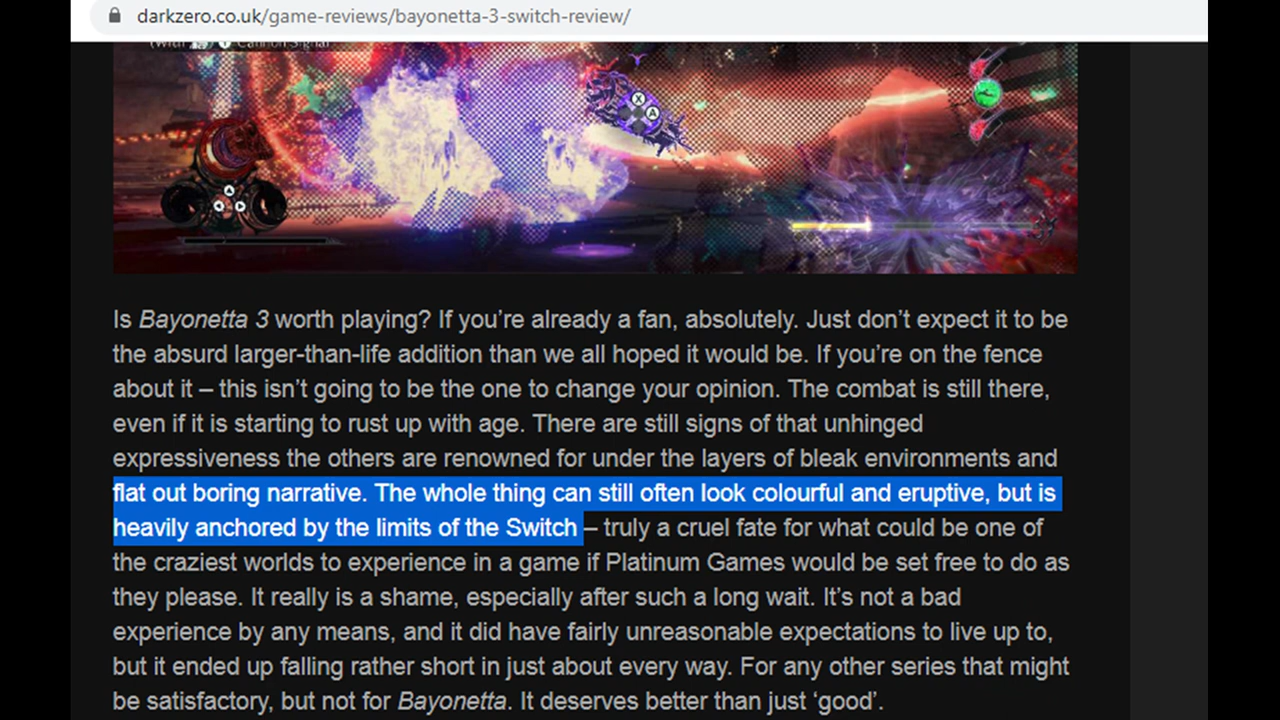 darkzero.co.uk/game-reviews/bayonetta-3-switch-review/
Cannon Signal
X
A
Is Bayonetta 3 worth playing? If you’re already a fan, absolutely. Just don’t expect it to be
the absurd larger-than-life addition than we all hoped it would be. If you’re on the fence
about it – this isn’t going to be the one to change your opinion. The combat is still there,
even if it is starting to rust up with age. There are still signs of that unhinged
expressiveness the others are renowned for under the layers of bleak environments and
flat out boring narrative. The whole thing can still often look colourful and eruptive, but is
heavily anchored by the limits of the Switch – truly a cruel fate for what could be one of
the craziest worlds to experience in a game if Platinum Games would be set free to do as
they please. It really is a shame, especially after such a long wait. It’s not a bad
experience by any means, and it did have fairly unreasonable expectations to live up to,
but it ended up falling rather short in just about every way. For any other series that might
be satisfactory, but not for Bayonetta. It deserves better than just ‘good’.